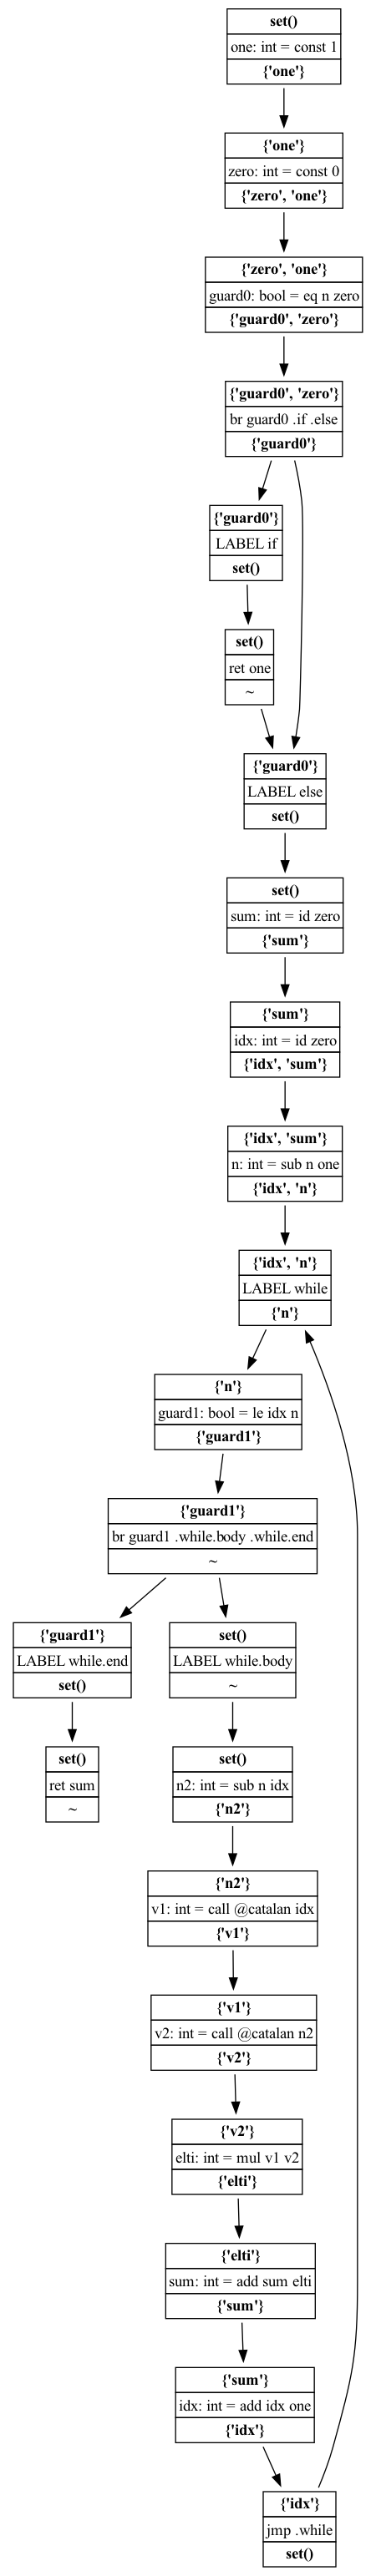 set()
one: int = const 1
{'one'}
{'one'}
zero: int = const 0
{'zero', 'one'}
{'zero', 'one'}
guard0: bool = eq n zero
{'guard0', 'zero'}
{'guard0', 'zero'}
br guard0 .if .else
{'guard0'}
{'guard0'}
LABEL if
set()
set()
ret one
~
{'guard0'}
LABEL else
set()
set()
sum: int = id zero
{'sum'}
{'sum'}
idx: int = id zero
{'idx', 'sum'}
{'idx', 'sum'}
n: int = sub n one
{'idx', 'n'}
{'idx', 'n'}
LABEL while
{'n'}
{'n'}
guard1: bool = le idx n
{'guard1'}
{'guard1'}
br guard1 .while.body .while.end
~
{'guard1'}
LABEL while.end
set()
set()
LABEL while.body
~
set()
ret sum
~
set()
n2: int = sub n idx
{'n2'}
{'n2'}
v1: int = call @catalan idx
{'v1'}
{'v1'}
v2: int = call @catalan n2
{'v2'}
{'v2'}
elti: int = mul v1 v2
{'elti'}
{'elti'}
sum: int = add sum elti
{'sum'}
{'sum'}
idx: int = add idx one
{'idx'}
{'idx'}
jmp .while
set()